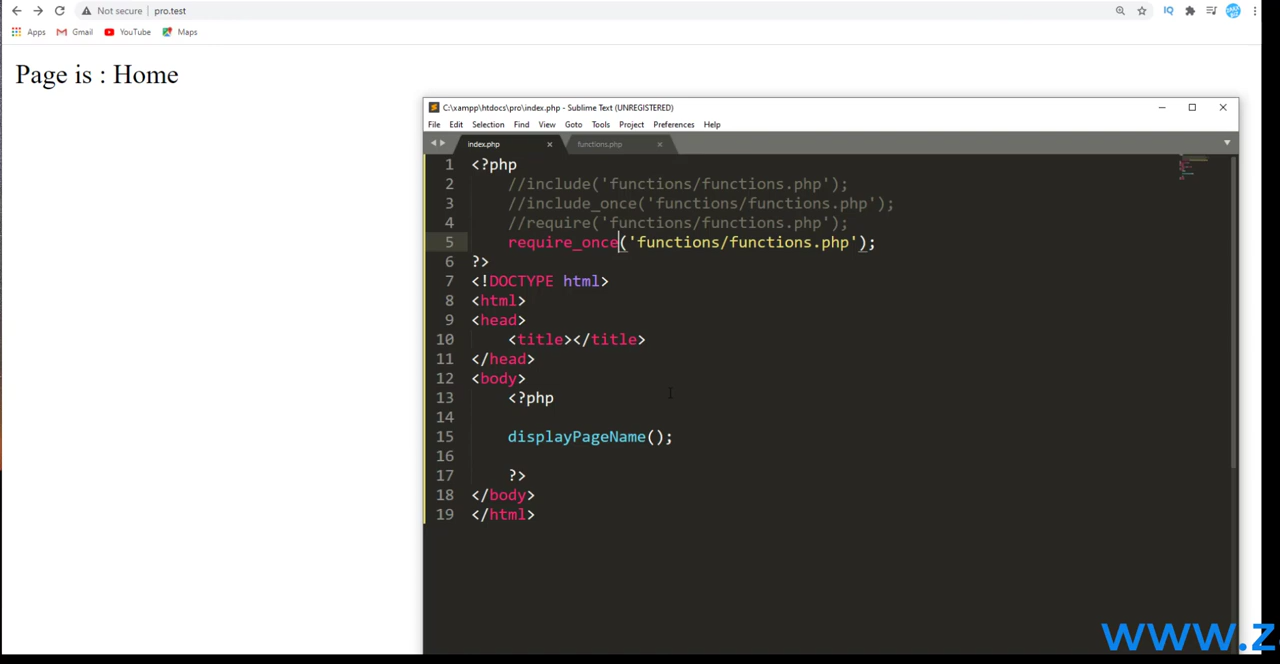 Not secure pro.test
Apps Gmail YouTube Maps
Page is : Home
C:\xampp\htdocs\pro\index.php - Sublime Text (UNREGISTERED)
File Edit Selection Find View Goto Tools Project Preferences Help
index.php functions.php
1 <?php
2 //include('functions/functions.php');
3 //include_once('functions/functions.php');
4 //require('functions/functions.php');
5 require_once('functions/functions.php');
6 ?>
7 <!DOCTYPE html>
8 <html>
9 <head>
10 <title></title>
11 </head>
12 <body>
13 <?php
14
15 displayPageName();
16
17 ?>
18 </body>
19 </html>
www.z